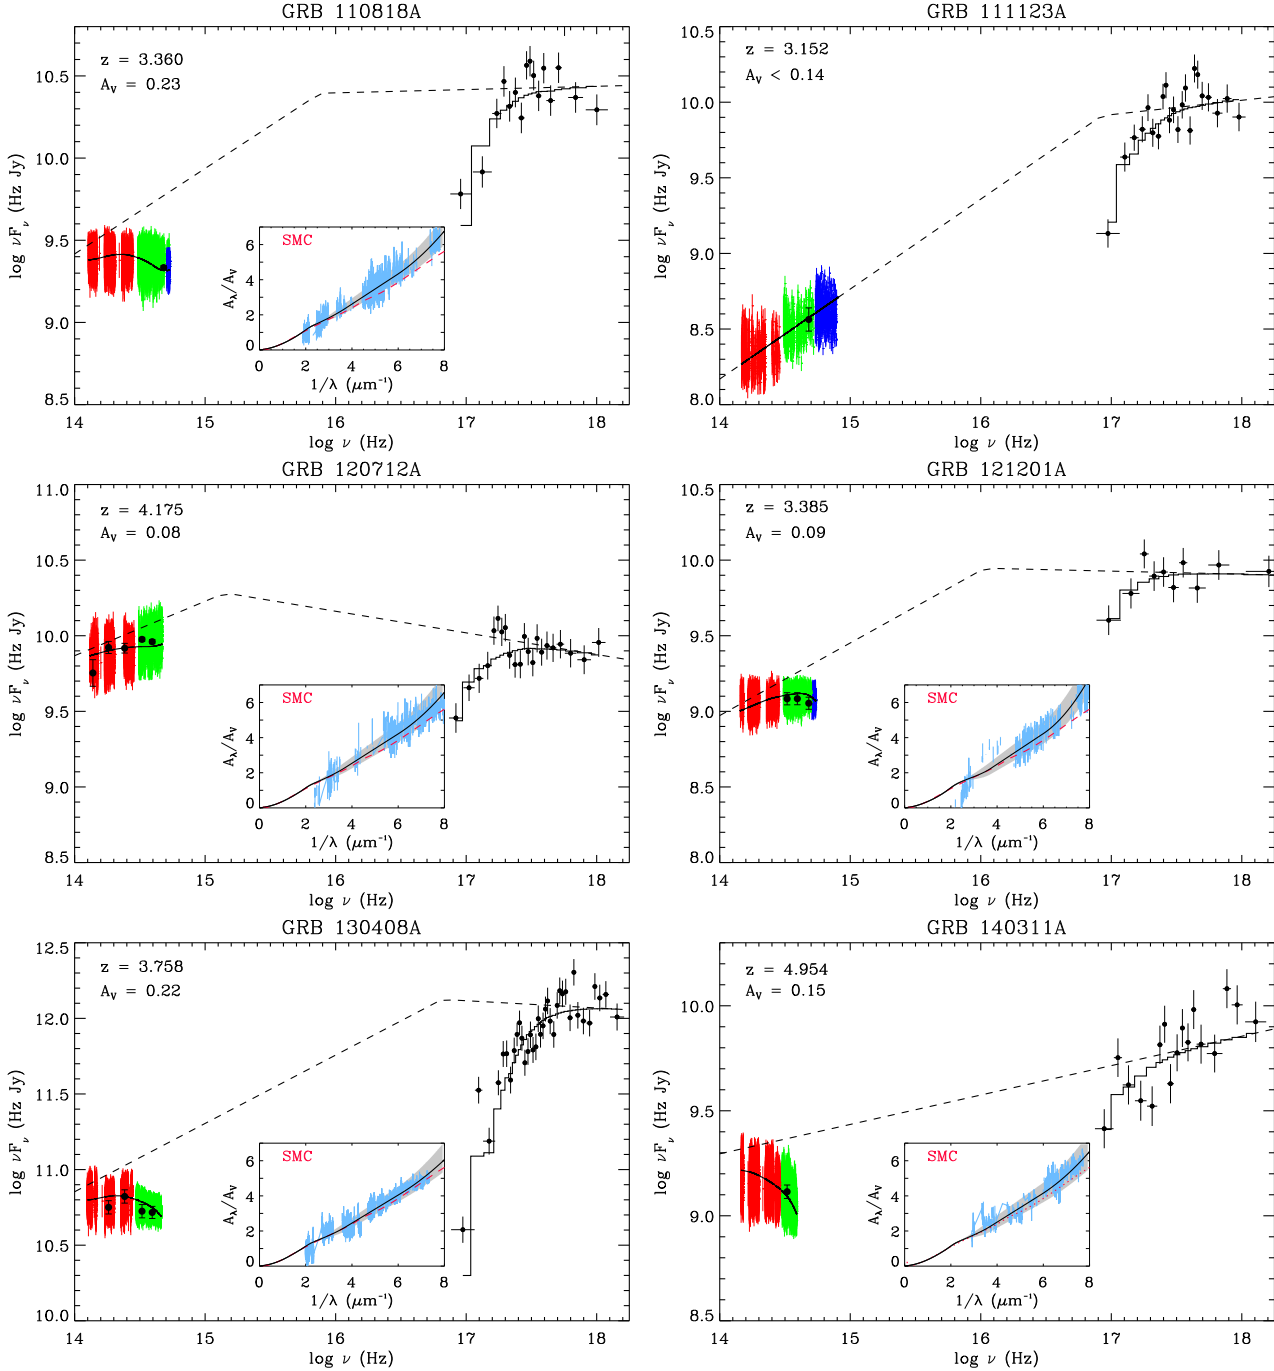 GRB 110818A
z = 3.360
A_V = 0.23
log νF_ν (Hz Jy)
10.5
10.0
9.5
9.0
8.5
14 15 16 17 18
log ν (Hz)
SMC
A_λ/A_V
6
4
2
0
0 2 4 6 8
1/λ (μm⁻¹)
GRB 111123A
z = 3.152
A_V < 0.14
log νF_ν (Hz Jy)
10.5
10.0
9.5
9.0
8.5
8.0
14 15 16 17 18
log ν (Hz)
GRB 120712A
z = 4.175
A_V = 0.08
log νF_ν (Hz Jy)
11.0
10.5
10.0
9.5
9.0
8.5
14 15 16 17 18
log ν (Hz)
SMC
A_λ/A_V
6
4
2
0
0 2 4 6 8
1/λ (μm⁻¹)
GRB 121201A
z = 3.385
A_V = 0.09
log νF_ν (Hz Jy)
10.5
10.0
9.5
9.0
8.5
8.0
14 15 16 17 18
log ν (Hz)
SMC
A_λ/A_V
6
4
2
0
0 2 4 6 8
1/λ (μm⁻¹)
GRB 130408A
z = 3.758
A_V = 0.22
log νF_ν (Hz Jy)
12.5
12.0
11.5
11.0
10.5
10.0
14 15 16 17 18
log ν (Hz)
SMC
A_λ/A_V
6
4
2
0
0 2 4 6 8
1/λ (μm⁻¹)
GRB 140311A
z = 4.954
A_V = 0.15
log νF_ν (Hz Jy)
10.0
9.5
9.0
8.5
14 15 16 17 18
log ν (Hz)
SMC
A_λ/A_V
6
4
2
0
0 2 4 6 8
1/λ (μm⁻¹)